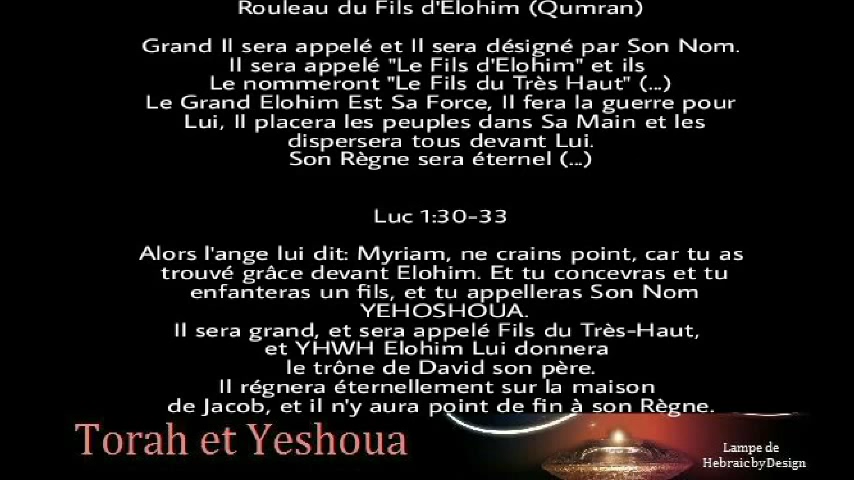 Rouleau du Fils d'Elohim (Qumran)
Grand Il sera appelé et Il sera désigné par Son Nom.
Il sera appelé "Le Fils d'Elohim" et ils
Le nommeront "Le Fils du Très Haut" (...)
Le Grand Elohim Est Sa Force, Il fera la guerre pour
Lui, Il placera les peuples dans Sa Main et les
dispersera tous devant Lui.
Son Règne sera éternel (...)
Luc 1:30-33
Alors l'ange lui dit: Myriam, ne crains point, car tu as
trouvé grâce devant Elohim. Et tu concevras et tu
enfanteras un fils, et tu appelleras Son Nom
YEHOSHOUA.
Il sera grand, et sera appelé Fils du Très-Haut,
et YHWH Elohim Lui donnera
le trône de David son père.
Il régnera éternellement sur la maison
de Jacob, et il n'y aura point de fin à son Règne.
Torah et Yeshoua
Lampe de
HebraicbyDesign